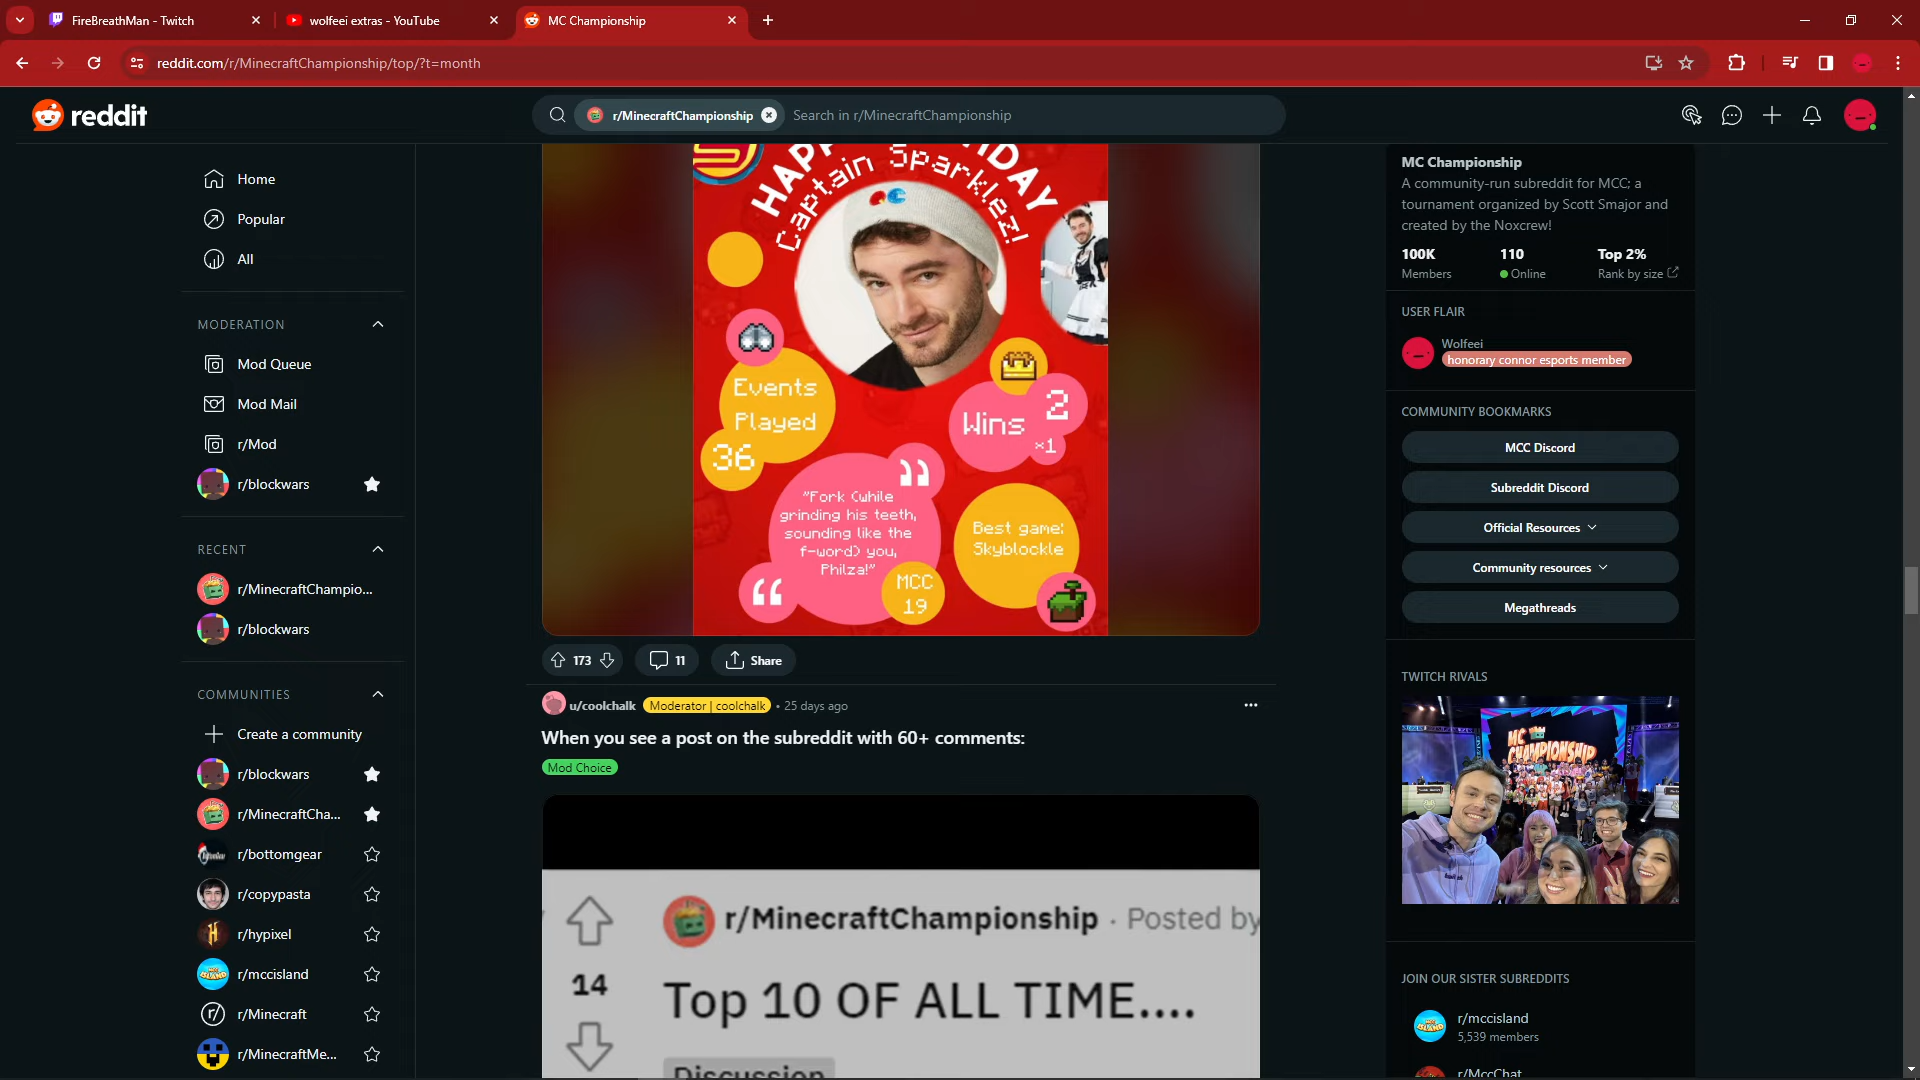 FireBreathMan - Twitch
wolfeei extras - YouTube
MC Championship
reddit.com/r/MinecraftChampionship/top/?t=month
reddit
r/MinecraftChampionship
Search in r/MinecraftChampionship
Home
Popular
All
MODERATION
Mod Queue
Mod Mail
r/Mod
r/blockwars
RECENT
r/MinecraftChampio...
r/blockwars
COMMUNITIES
Create a community
r/blockwars
r/MinecraftCha...
r/bottomgear
r/copypasta
r/hypixel
r/mccisland
r/Minecraft
r/MinecraftMe...
Captain Sparklez!
Events
Played
36
Wins
2
×1
"Fork (while
grinding his teeth,
sounding like the
f-word) you,
Philza!"
MCC
19
Best game:
Skyblockle
173
11
Share
u/coolchalk
Moderator | coolchalk
• 25 days ago
When you see a post on the subreddit with 60+ comments:
Mod Choice
r/MinecraftChampionship · Posted by
14
Top 10 OF ALL TIME....
Discussion
MC Championship
A community-run subreddit for MCC; a
tournament organized by Scott Smajor and
created by the Noxcrew!
100K
Members
110
Online
Top 2%
Rank by size
USER FLAIR
Wolfeei
honorary connor esports member
COMMUNITY BOOKMARKS
MCC Discord
Subreddit Discord
Official Resources
Community resources
Megathreads
TWITCH RIVALS
MC
CHAMPIONSHIP
JOIN OUR SISTER SUBREDDITS
r/mccisland
5,539 members
r/MccChat